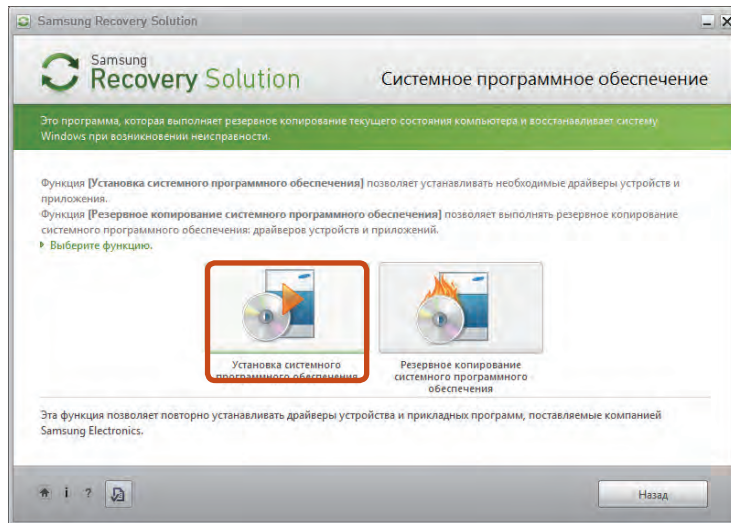 Samsung Recovery Solution
Samsung
Recovery Solution
Системное программное обеспечение
Это программа, которая выполняет резервное копирование текущего состояния компьютера и восстанавливает систему
Windows при возникновении неисправности.
Функция [Установка системного программного обеспечения] позволяет устанавливать необходимые драйверы устройств и
приложения.
Функция [Резервное копирование системного программного обеспечения] позволяет выполнять резервное копирование
системного программного обеспечения: драйверов устройств и приложений.
Выберите функцию.
Установка системного
программного обеспечения
Резервное копирование
системного программного
обеспечения
Эта функция позволяет повторно устанавливать драйверы устройства и прикладных программ, поставляемые компанией
Samsung Electronics.
i ?
Назад